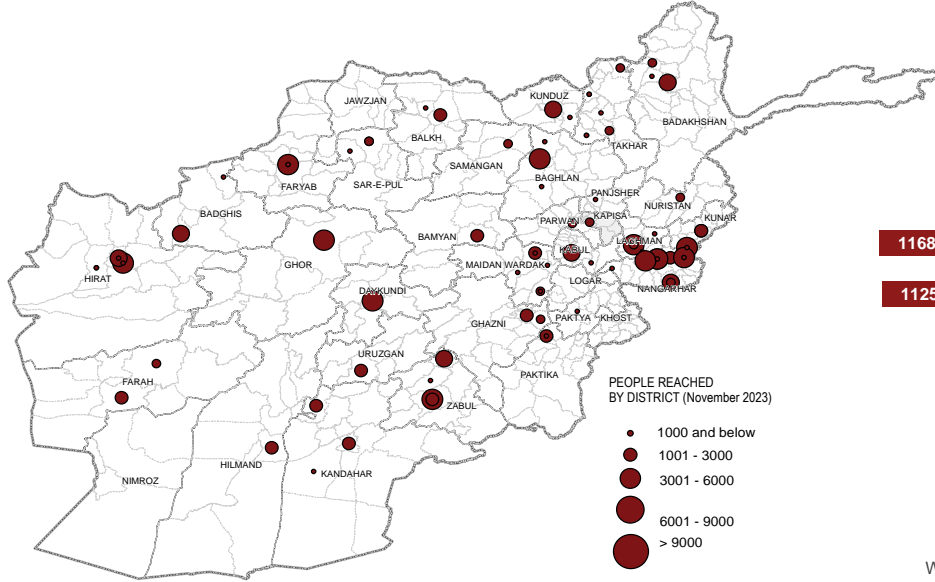 JAWZJAN
KUNDUZ
BALKH
BADAKHSHAN
TAKHAR
SAMANGAN
FARYAB
SAR-E-PUL
BAGHLAN
PANJSHER
NURISTAN
BADGHIS
PARWAN
KAPISA
KUNAR
BAMYAN
LAGHMAN
KABUL
GHOR
MAIDAN WARDAK
HIRAT
LOGAR
NANGARHAR
DAYKUNDI
GHAZNI
PAKTYA
KHOST
URUZGAN
PAKTIKA
FARAH
ZABUL
HILMAND
KANDAHAR
NIMROZ
PEOPLE REACHED
BY DISTRICT (November 2023)
1000 and below
1001 - 3000
3001 - 6000
6001 - 9000
> 9000
1168
1125
W